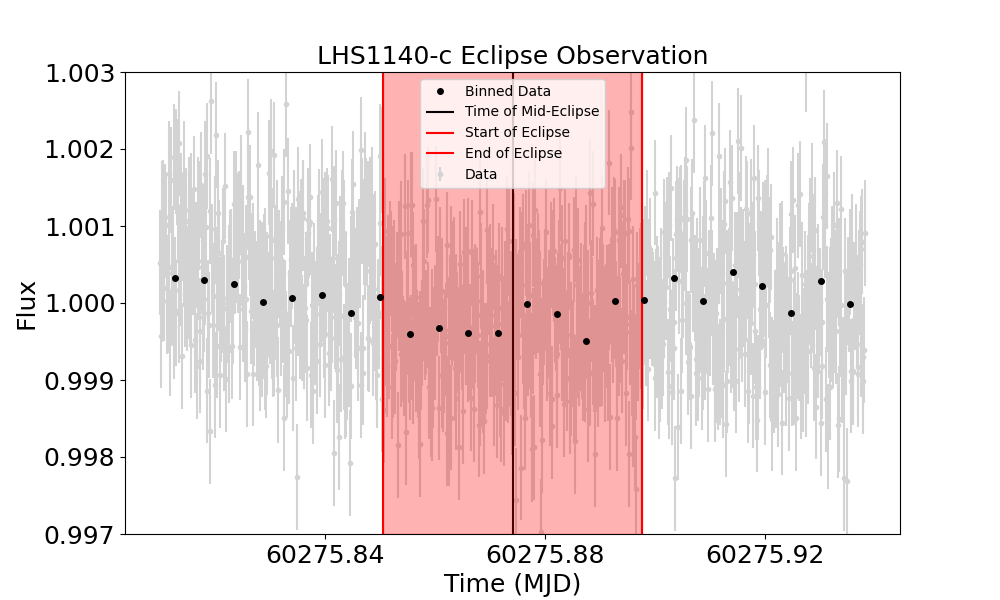 LHS1140-c Eclipse Observation
1.003
1.002
1.001
1.000
0.999
0.998
0.997
Flux
Binned Data
Time of Mid-Eclipse
Start of Eclipse
End of Eclipse
Data
60275.84
60275.88
60275.92
Time (MJD)